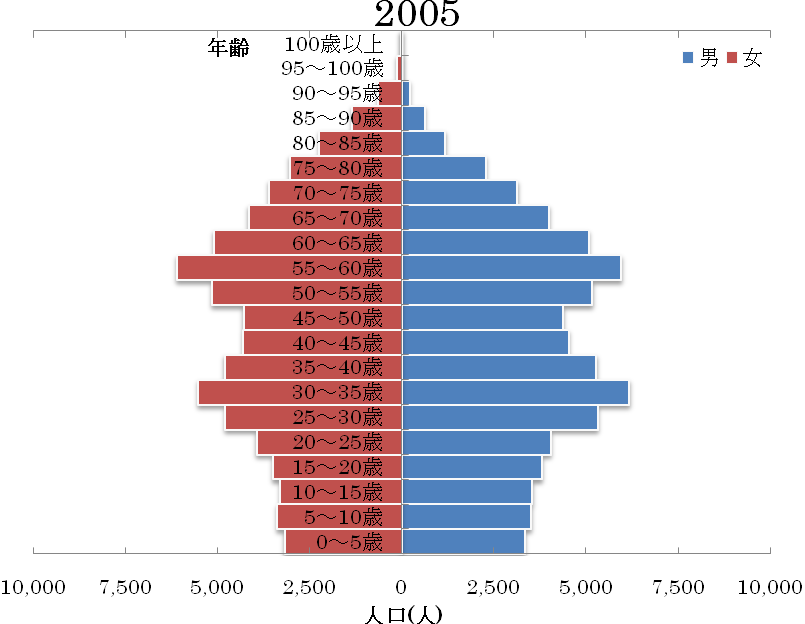 2005
年齢
男 女
100歳以上
95～100歳
90～95歳
85～90歳
80～85歳
75～80歳
70～75歳
65～70歳
60～65歳
55～60歳
50～55歳
45～50歳
40～45歳
35～40歳
30～35歳
25～30歳
20～25歳
15～20歳
10～15歳
5～10歳
0～5歳
10,000 7,500 5,000 2,500 0 2,500 5,000 7,500 10,000
人口(人)